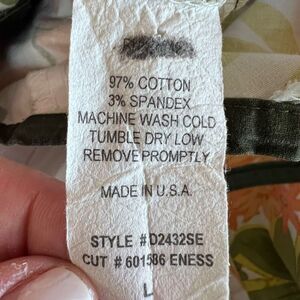 97% COTTON
3% SPANDEX
MACHINE WASH COLD
TUMBLE DRY LOW
REMOVE PROMPTLY
MADE IN U.S.A.
STYLE #D2432SE
CUT # 601586 ENESS
L